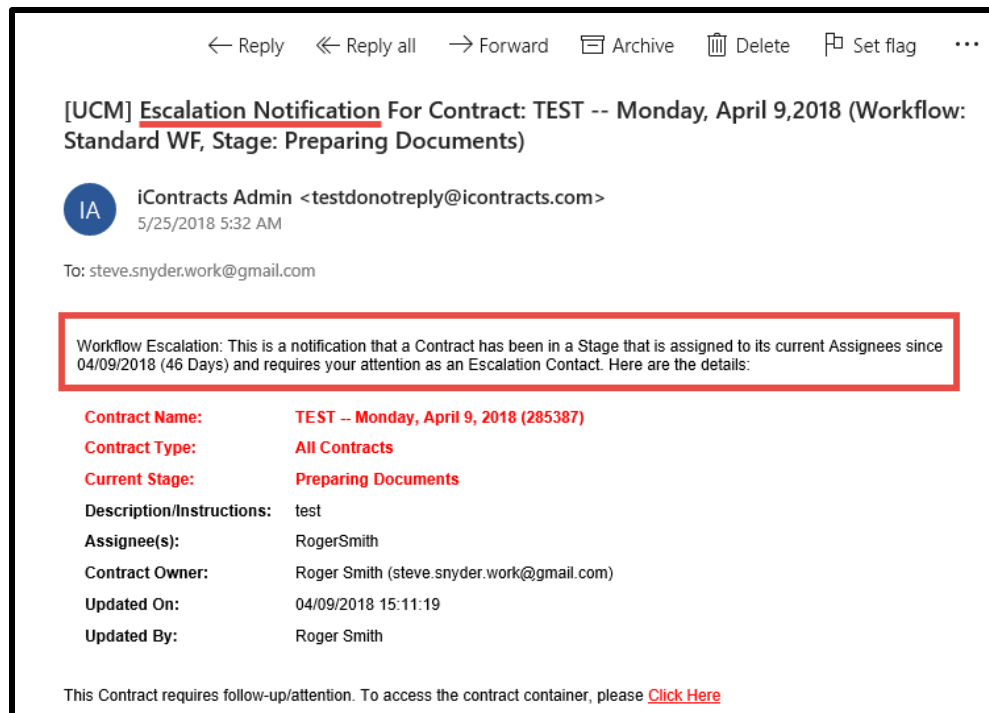 Reply Reply all Forward Archive Delete Set flag ...
[UCM] Escalation Notification For Contract: TEST -- Monday, April 9,2018 (Workflow:
Standard WF, Stage: Preparing Documents)
IA
iContracts Admin <testdonotreply@icontracts.com>
5/25/2018 5:32 AM
To: steve.snyder.work@gmail.com
Workflow Escalation: This is a notification that a Contract has been in a Stage that is assigned to its current Assignees since
04/09/2018 (46 Days) and requires your attention as an Escalation Contact. Here are the details:
Contract Name: TEST -- Monday, April 9, 2018 (285387)
Contract Type: All Contracts
Current Stage: Preparing Documents
Description/Instructions: test
Assignee(s): RogerSmith
Contract Owner: Roger Smith (steve.snyder.work@gmail.com)
Updated On: 04/09/2018 15:11:19
Updated By: Roger Smith
This Contract requires follow-up/attention. To access the contract container, please Click Here